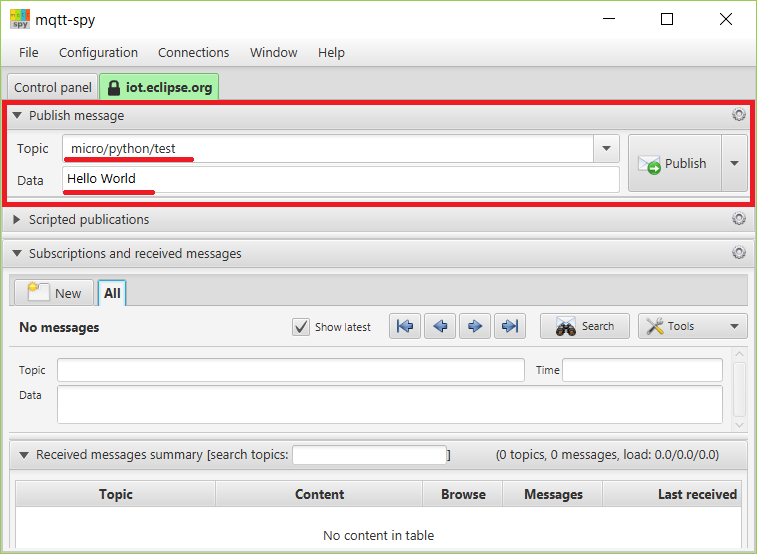 mqtt spy mqtt-spy
File Configuration Connections Window Help
Control panel iot.eclipse.org
Publish message
Topic micro/python/test
Publish
Data Hello World
Scripted publications
Subscriptions and received messages
New All
No messages Show latest Search Tools
Topic Time
Data
Received messages summary [search topics: ] (0 topics, 0 messages, load: 0.0/0.0/0.0)
Topic Content Browse Messages Last received
No content in table